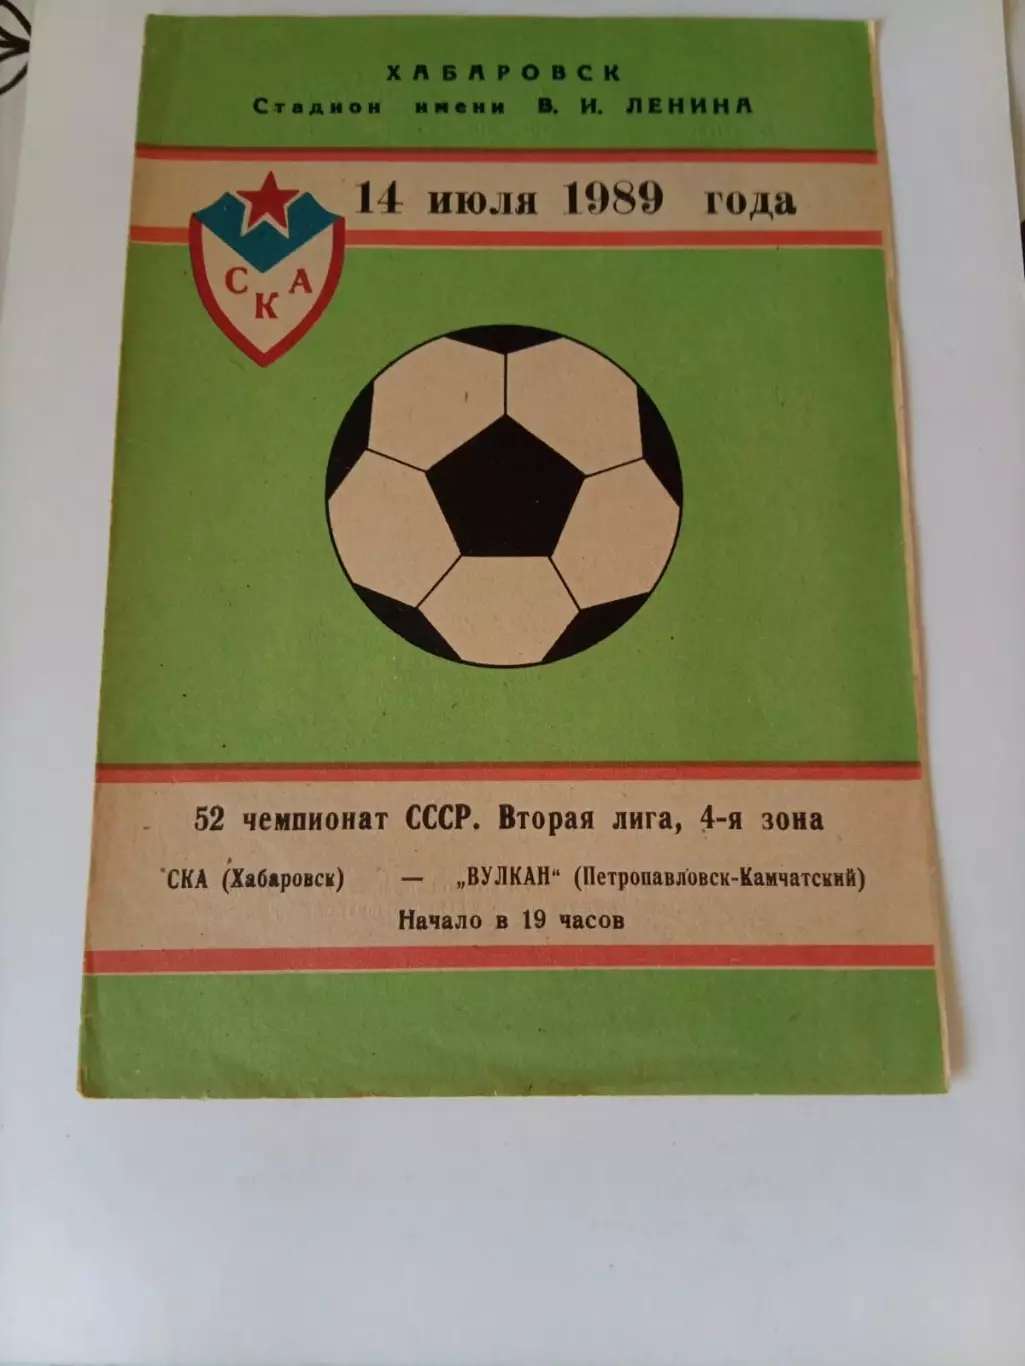 ХАБАРОВСК
Стадион имени В. И. ЛЕНИНА
14 июля 1989 года
СКА
52 чемпионат СССР. Вторая лига, 4-я зона
СКА (Хабаровск) — „ВУЛКАН“ (Петропавловск-Камчатский)
Начало в 19 часов